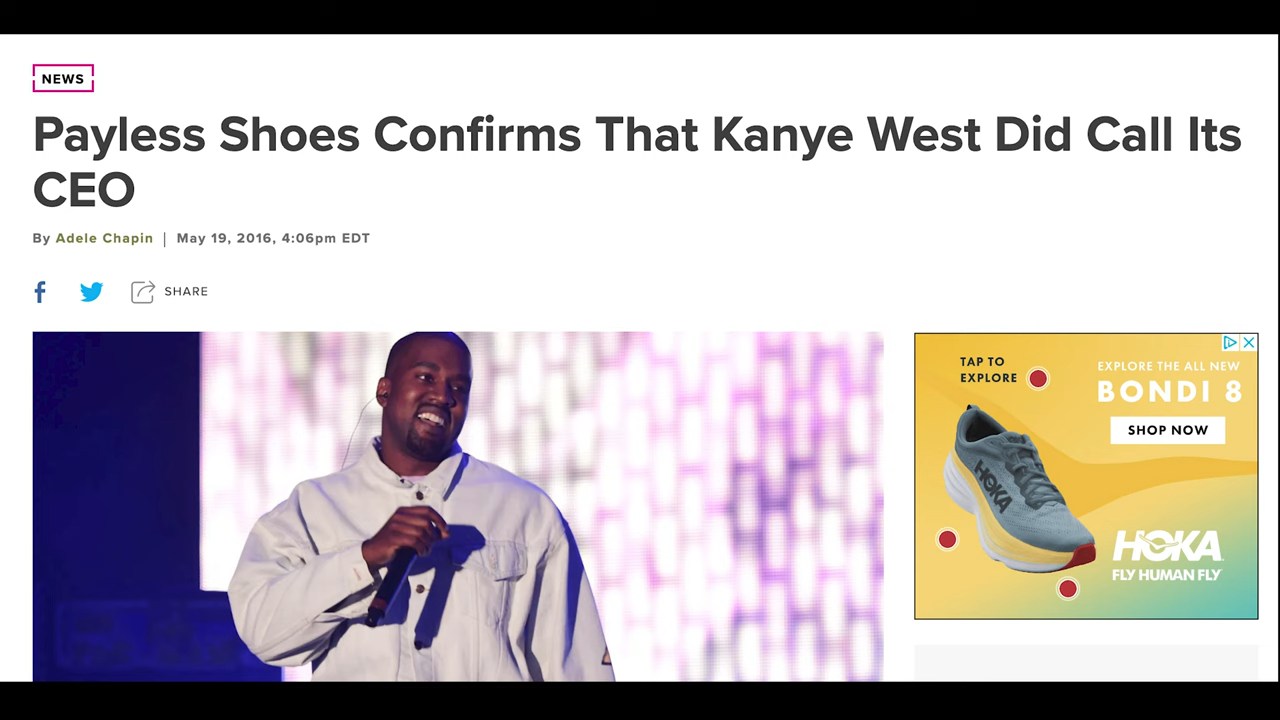 NEWS
Payless Shoes Confirms That Kanye West Did Call Its
CEO
By Adele Chapin | May 19, 2016, 4:06pm EDT
SHARE
TAP TO
EXPLORE
EXPLORE THE ALL NEW
BONDI 8
SHOP NOW
HOKA
HOKA
FLY HUMAN FLY